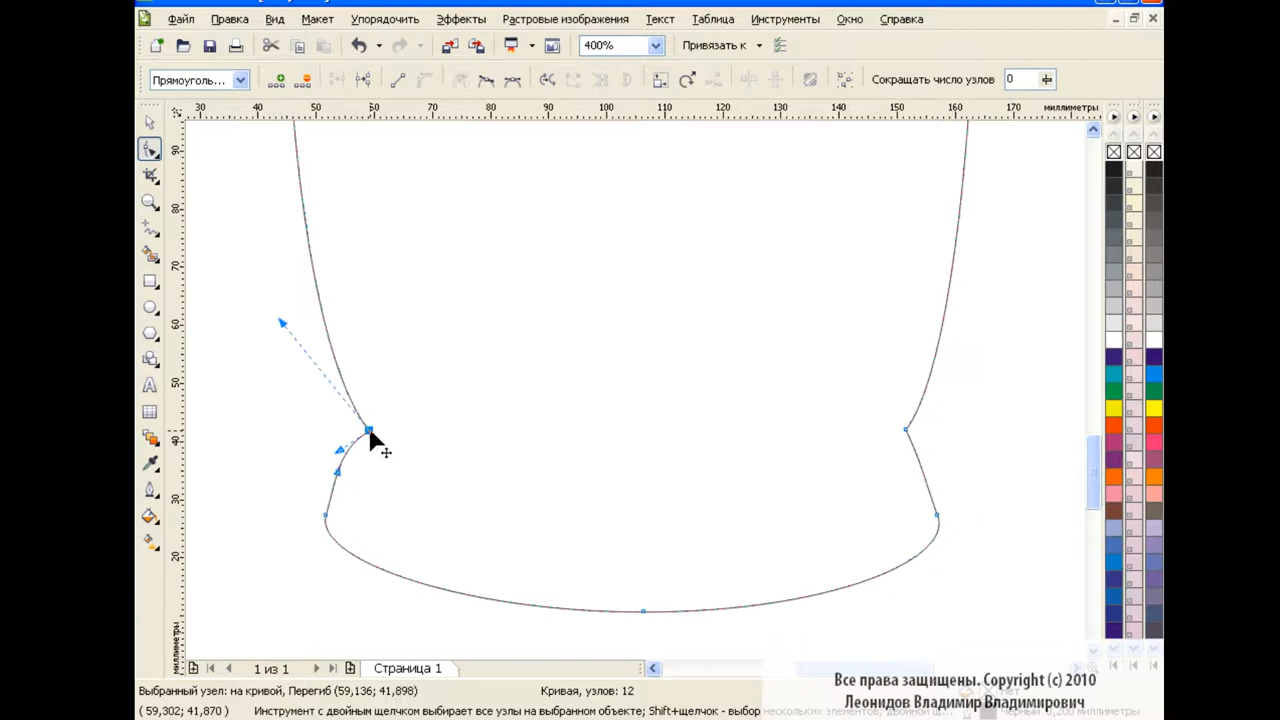 Файл Правка Вид Макет Упорядочить Эффекты Растровые изображения Текст Таблица Инструменты Окно Справка
400% Привязать к
Прямоуголь... Сокращать число узлов 0
30 40 50 60 70 80 90 100 110 120 130 140 150 160 170 миллиметры
90
80
70
60
50
40
30
20
миллиметры
1 из 1 Страница 1
Все права защищены. Copyright (c) 2010
Выбранный узел: на кривой, Перегиб (59,136; 41,898) Кривая, узлов: 12
Леонидов Владимир Владимирович
( 59,302; 41,870 ) Инструмент с двойным щелчком выбирает все узлы на выбранном объекте; Shift+щелчок - выбор нескольких элементов; двойной